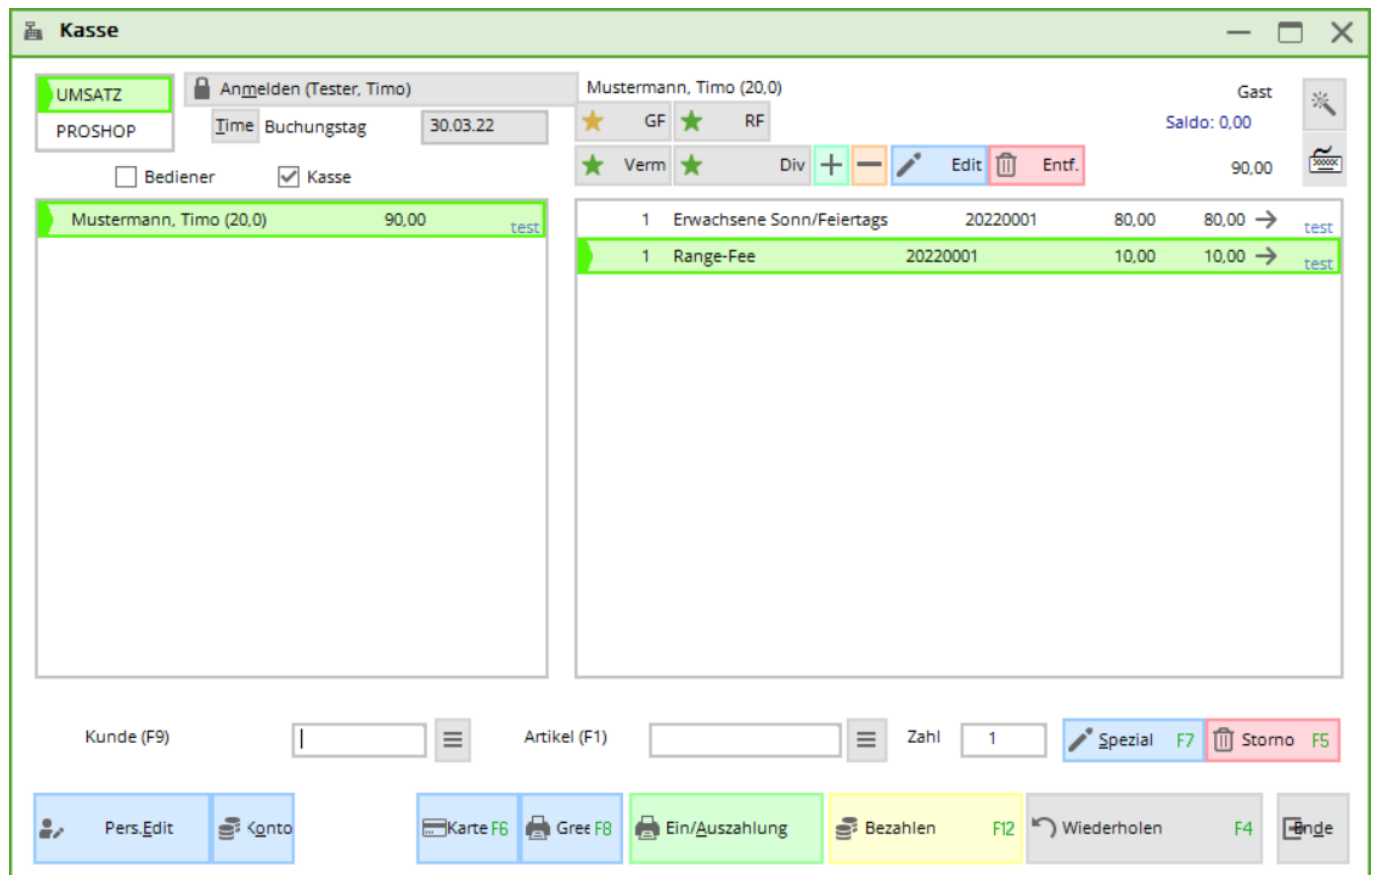 Kasse
UMSATZ
PROSHOP
Anmelden (Tester, Timo)
Time Buchungstag 30.03.22
Bediener Kasse
Mustermann, Timo (20,0) Gast
GF RF Saldo: 0,00
Verm Div Edit Entf. 90,00
Mustermann, Timo (20,0) 90,00 test
1 Erwachsene Sonn/Feiertags 20220001 80,00 80,00 test
1 Range-Fee 20220001 10,00 10,00 test
Kunde (F9) Artikel (F1) Zahl 1 Spezial F7 Storno F5
Pers.Edit Konto Karte F6 Gree F8 Ein/Auszahlung Bezahlen F12 Wiederholen F4 Ende